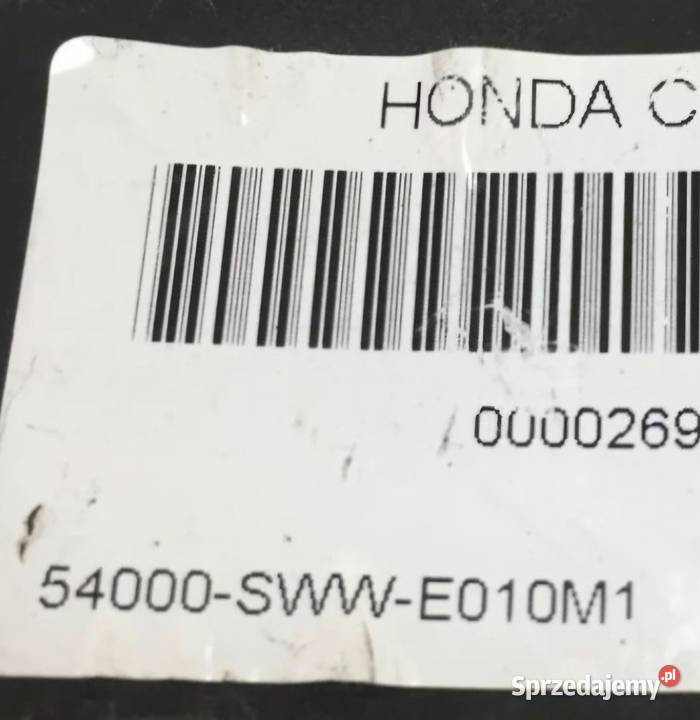 HONDA C
0000269
54000-SWW-E010M1
Sprzedajemy.pl